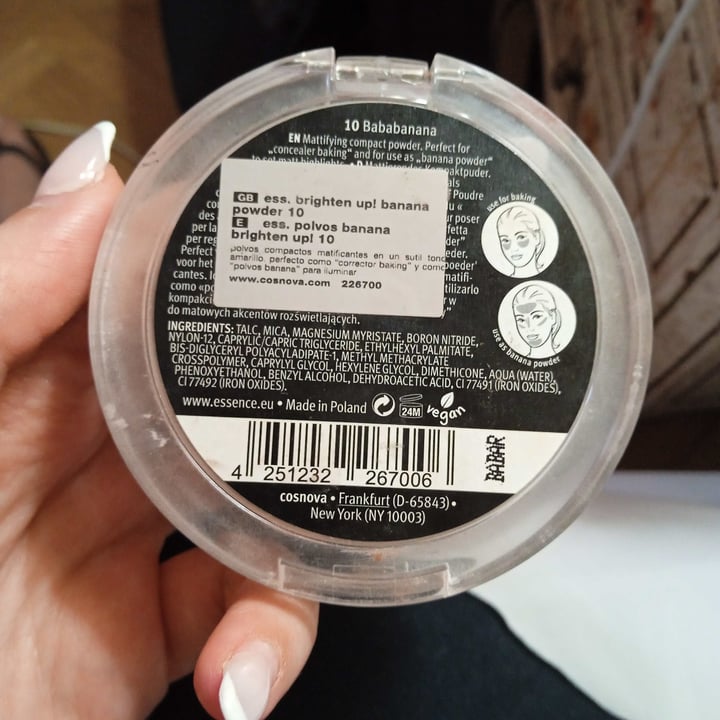 10 Bababanana
EN Mattifying compact powder. Perfect for
„concealer baking“ and for use as „banana powder“
GB ess. brighten up! banana
powder 10
E ess. polvos banana
brighten up! 10
polvos compactos matificantes en un sutil tono
amarillo, perfecto como "corrector baking" y como
"polvos banana" para iluminar
www.cosnova.com 226700
use for baking
use as banana powder
do matowych akcentów rozświetlających.
INGREDIENTS: TALC, MICA, MAGNESIUM MYRISTATE, BORON NITRIDE,
NYLON-12, CAPRYLIC/CAPRIC TRIGLYCERIDE, ETHYLHEXYL PALMITATE,
BIS-DIGLYCERYL POLYACYLADIPATE-1, METHYL METHACRYLATE
CROSSPOLYMER, CAPRYLYL GLYCOL, HEXYLENE GLYCOL, DIMETHICONE, AQUA (WATER),
PHENOXYETHANOL, BENZYL ALCOHOL, DEHYDROACETIC ACID, CI 77491 (IRON OXIDES),
CI 77492 (IRON OXIDES).
www.essence.eu • Made in Poland 24M vegan
4 251232 267006
BABAR
cosnova • Frankfurt (D-65843) •
New York (NY 10003)